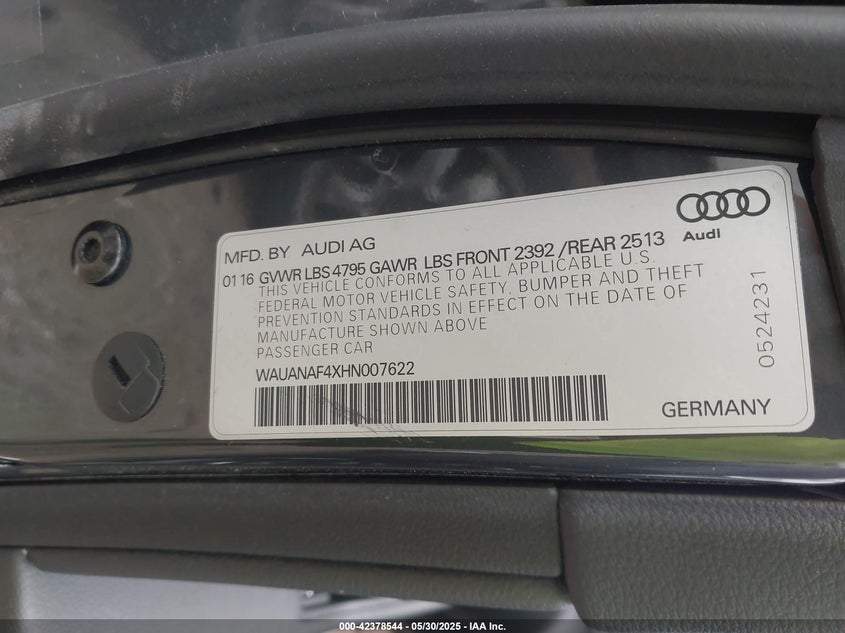 MFD. BY AUDI AG
Audi
01 16 GVWR LBS 4795 GAWR LBS FRONT 2392 /REAR 2513
THIS VEHICLE CONFORMS TO ALL APPLICABLE U.S.
FEDERAL MOTOR VEHICLE SAFETY, BUMPER AND THEFT
PREVENTION STANDARDS IN EFFECT ON THE DATE OF
MANUFACTURE SHOWN ABOVE
PASSENGER CAR
WAUANAF4XHN007622
0524231
GERMANY
000-42378544 - 05/30/2025 - IAA Inc.